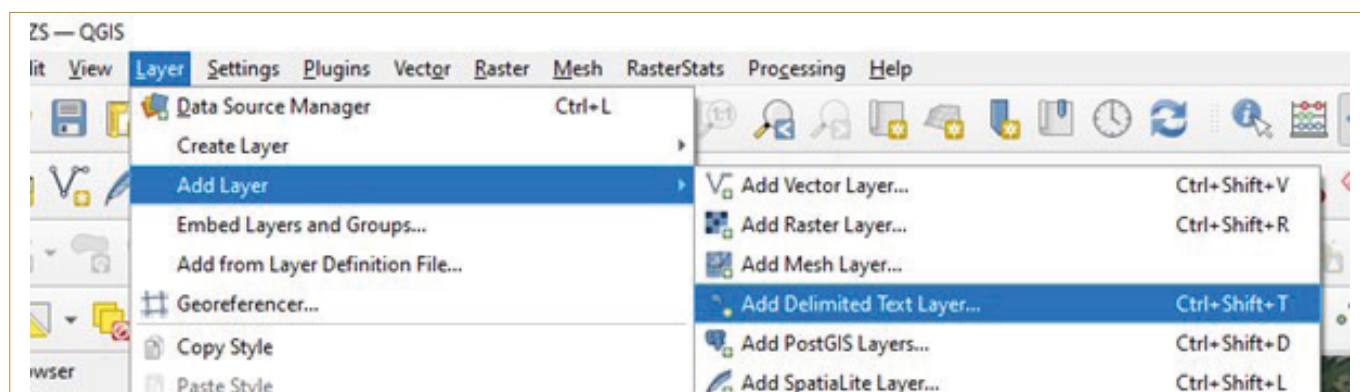 ZS — QGIS
it View Layer Settings Plugins Vector Raster Mesh RasterStats Processing Help
Data Source Manager Ctrl+L
Create Layer
Add Layer
Embed Layers and Groups...
Add from Layer Definition File...
Georeferencer...
Copy Style
Paste Style
Add Vector Layer... Ctrl+Shift+V
Add Raster Layer... Ctrl+Shift+R
Add Mesh Layer...
Add Delimited Text Layer... Ctrl+Shift+T
Add PostGIS Layers... Ctrl+Shift+D
Add SpatiaLite Layer... Ctrl+Shift+L
1:1
wser